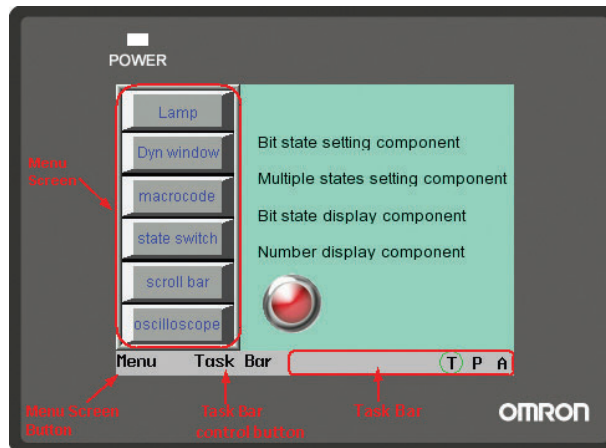 POWER
Lamp
Dyn window
macrocode
state switch
scroll bar
oscilloscope
Bit state setting component
Multiple states setting component
Bit state display component
Number display component
Menu
Screen
Menu Task Bar T P A
Menu Screen
Button
Task Bar
control button
Task Bar
OMRON